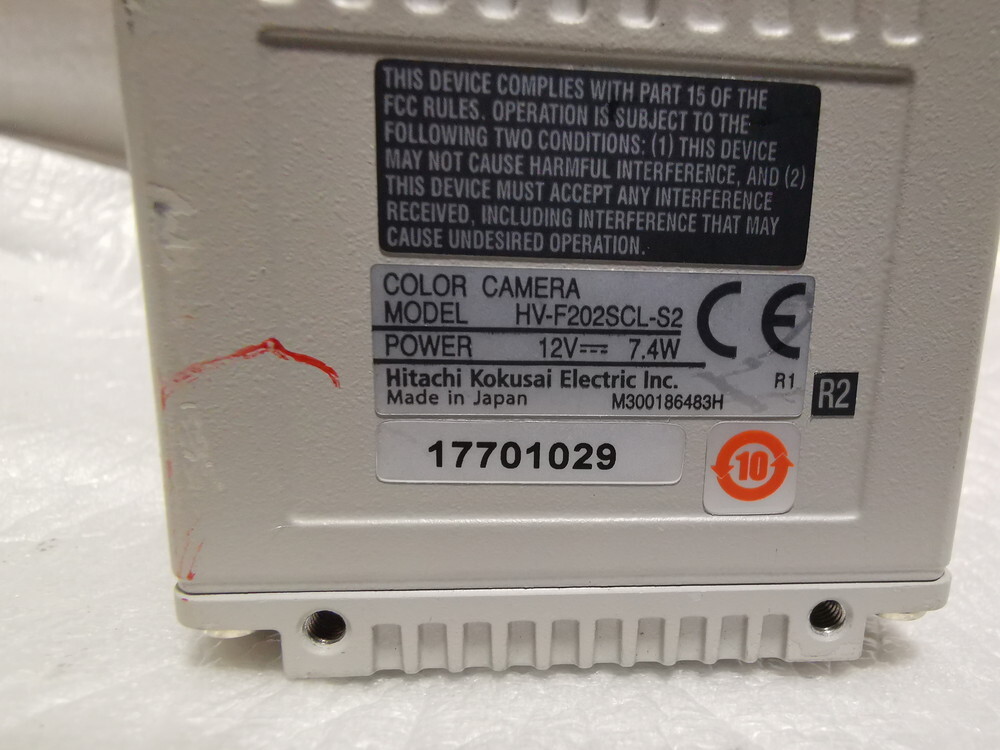 THIS DEVICE COMPLIES WITH PART 15 OF THE
FCC RULES. OPERATION IS SUBJECT TO THE
FOLLOWING TWO CONDITIONS: (1) THIS DEVICE
MAY NOT CAUSE HARMFUL INTERFERENCE, AND (2)
THIS DEVICE MUST ACCEPT ANY INTERFERENCE
RECEIVED, INCLUDING INTERFERENCE THAT MAY
CAUSE UNDESIRED OPERATION.
COLOR CAMERA
MODEL HV-F202SCL-S2
CE
POWER 12V⎓ 7.4W
Hitachi Kokusai Electric Inc. R1
Made in Japan M300186483H
R2
17701029
10